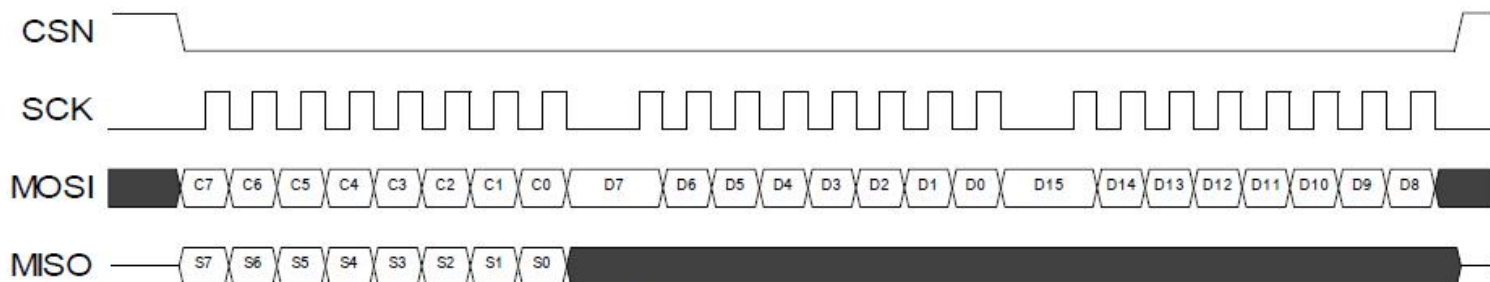 CSN
SCK
MOSI C7 C6 C5 C4 C3 C2 C1 C0 D7 D6 D5 D4 D3 D2 D1 D0 D15 D14 D13 D12 D11 D10 D9 D8
MISO S7 S6 S5 S4 S3 S2 S1 S0